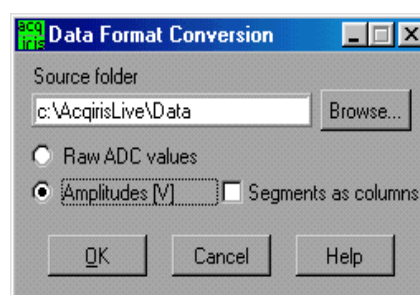 acq iris Data Format Conversion
Source folder
c:\AcqirisLive\Data Browse...
Raw ADC values
Amplitudes [V] Segments as columns
OK Cancel Help